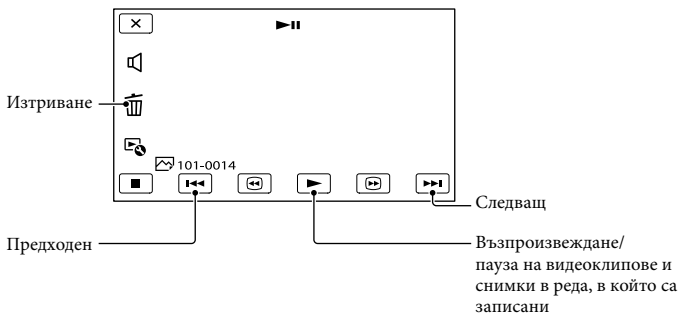 Изтриване
101-0014
Следващ
Предходен
Възпроизвеждане/
пауза на видеоклипове и
снимки в реда, в който са
записани